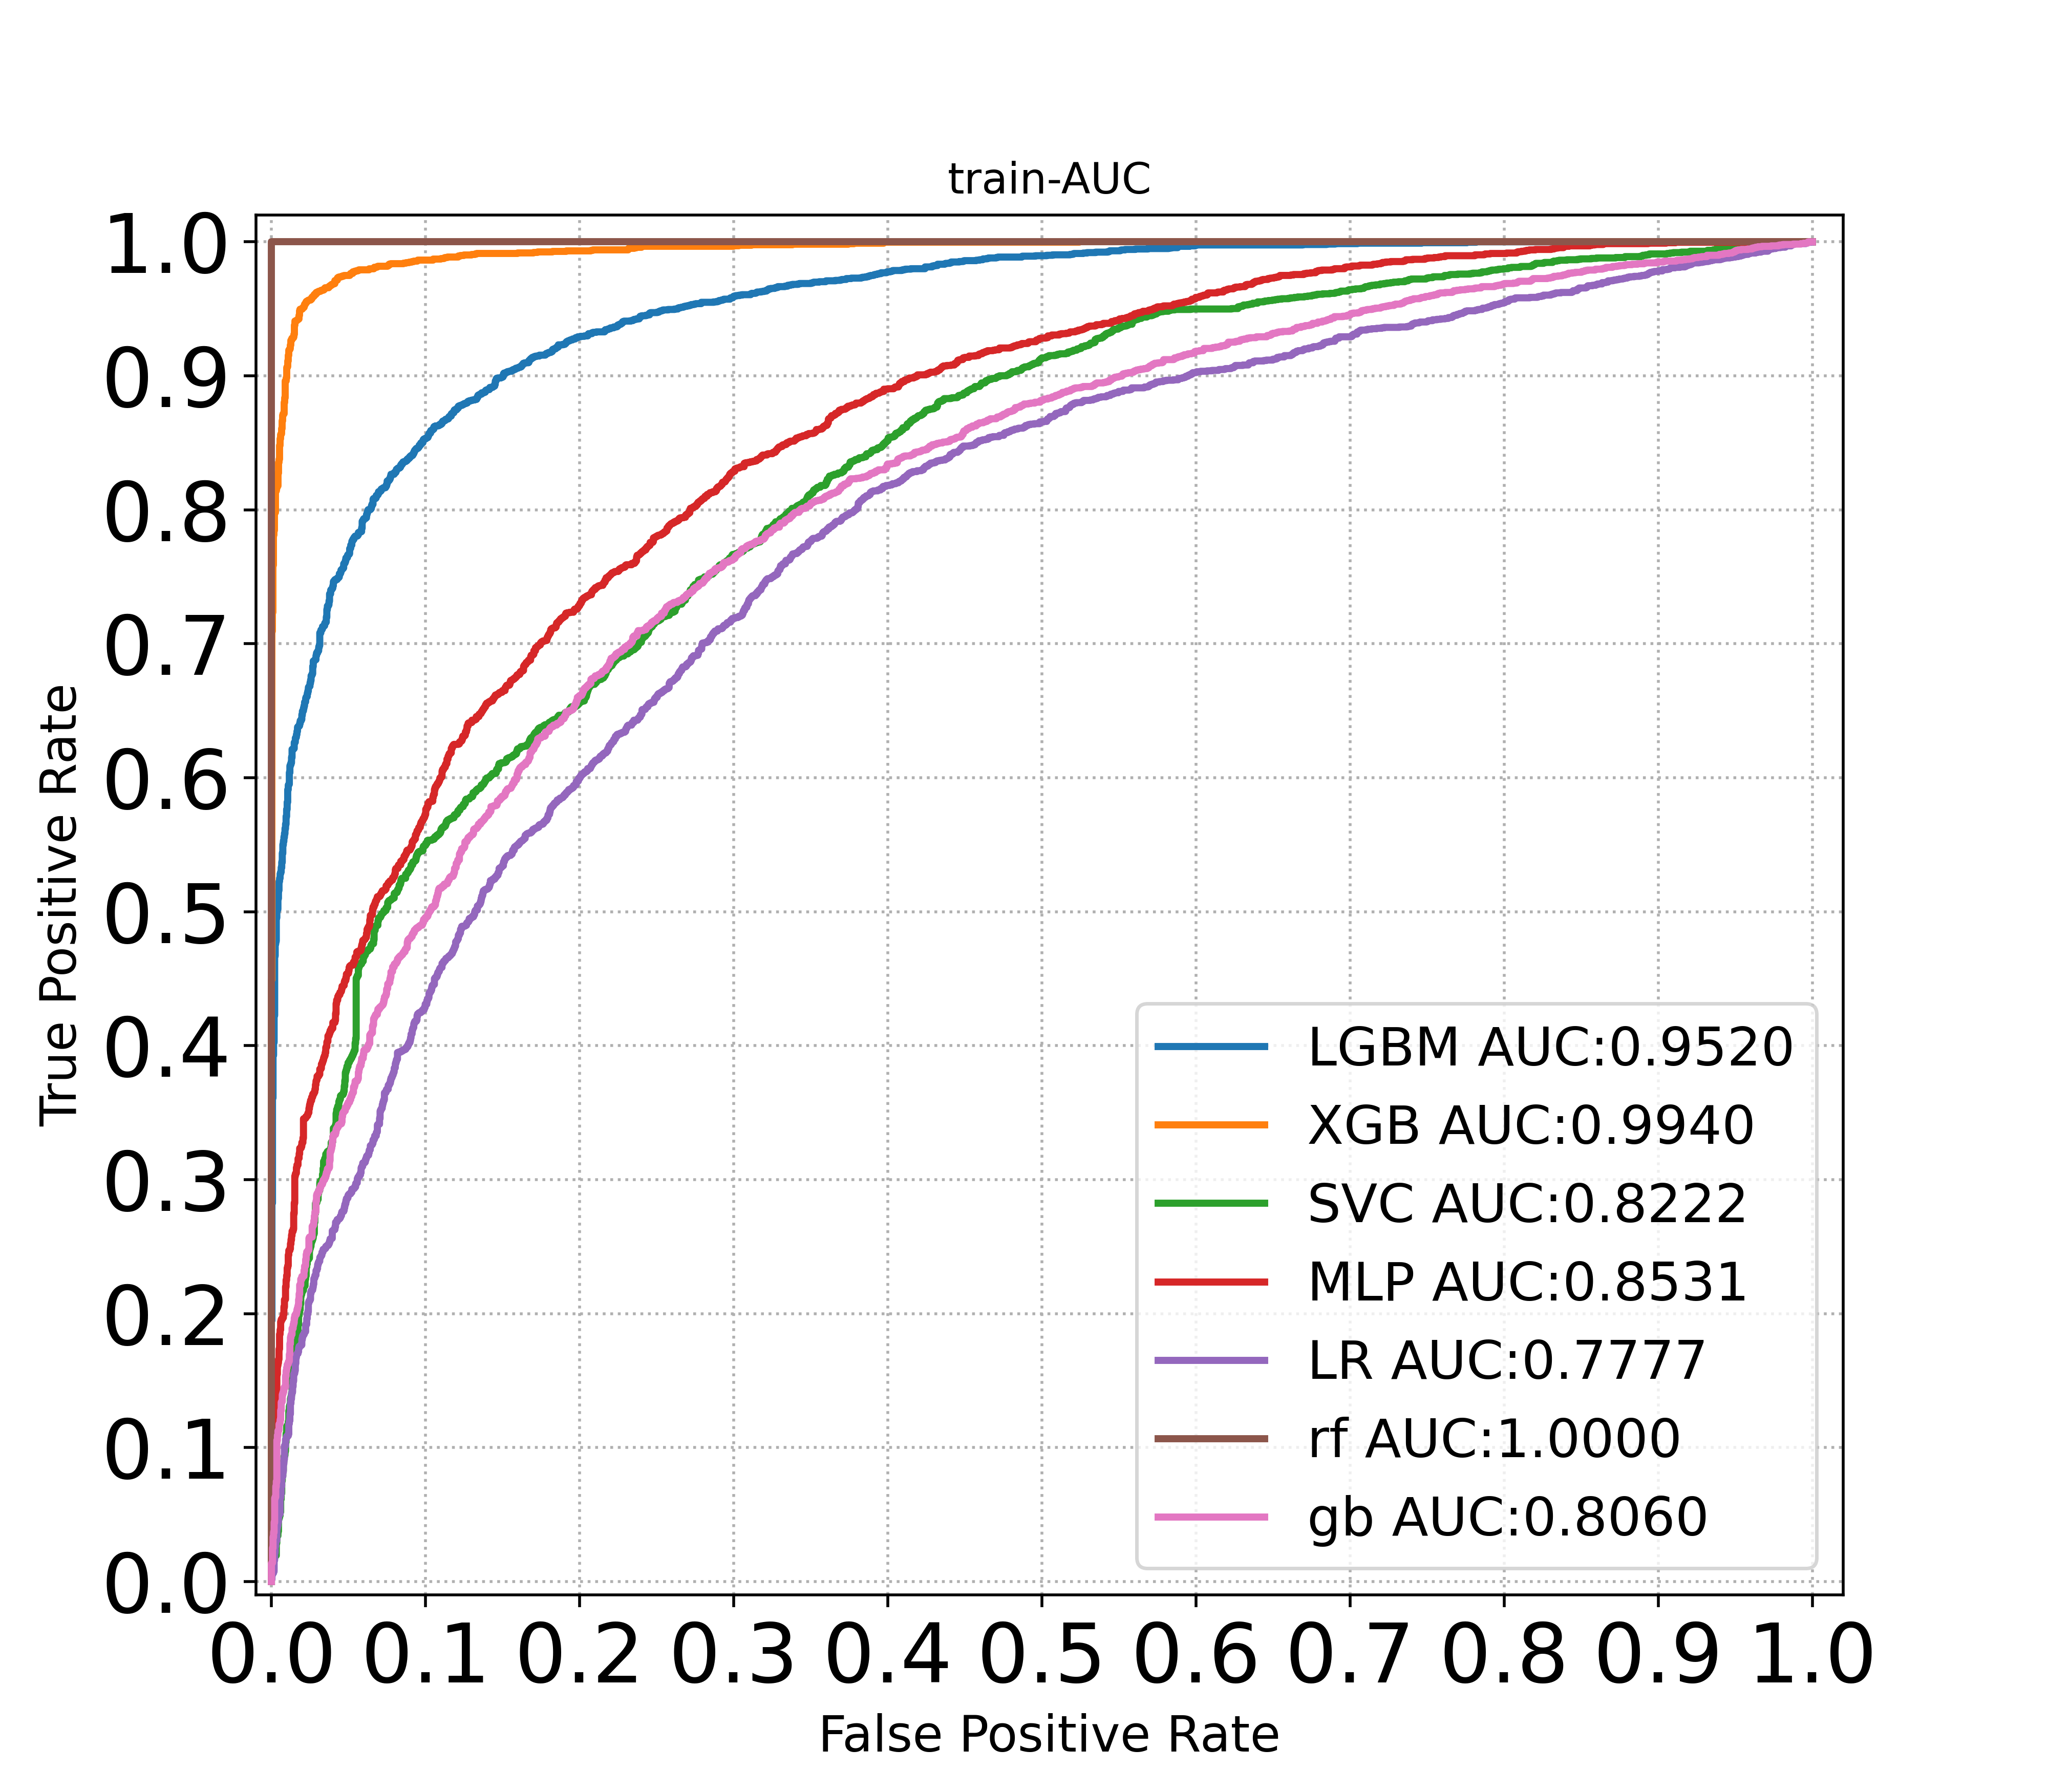 train-AUC
1.0
0.9
0.8
0.7
0.6
0.5
0.4
0.3
0.2
0.1
0.0
True Positive Rate
LGBM AUC:0.9520
XGB AUC:0.9940
SVC AUC:0.8222
MLP AUC:0.8531
LR AUC:0.7777
rf AUC:1.0000
gb AUC:0.8060
0.0 0.1 0.2 0.3 0.4 0.5 0.6 0.7 0.8 0.9 1.0
False Positive Rate